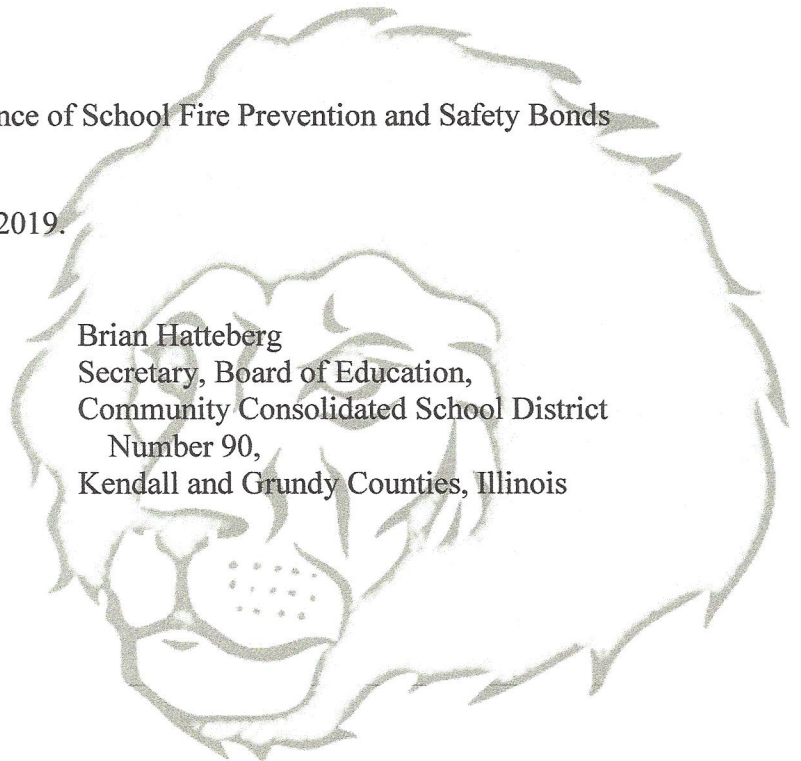 nce of School Fire Prevention and Safety Bonds
2019.
Brian Hatteberg
Secretary, Board of Education,
Community Consolidated School District
Number 90,
Kendall and Grundy Counties, Illinois